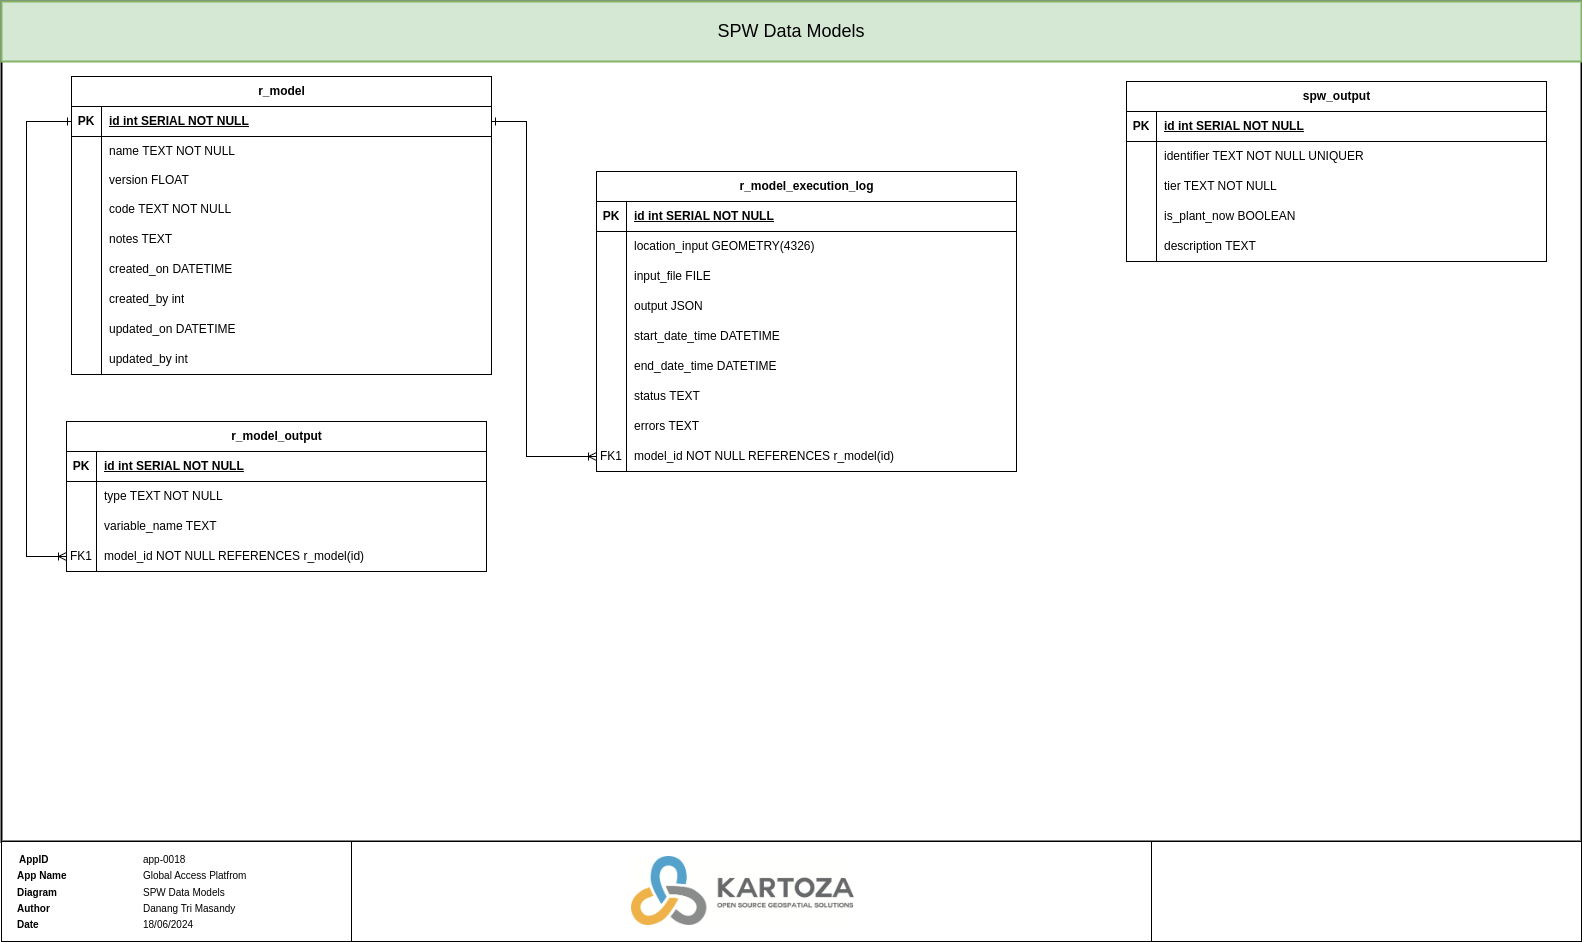 SPW Data Models
r_model
PK id int SERIAL NOT NULL
name TEXT NOT NULL
version FLOAT
code TEXT NOT NULL
notes TEXT
created_on DATETIME
created_by int
updated_on DATETIME
updated_by int
r_model_output
PK id int SERIAL NOT NULL
type TEXT NOT NULL
variable_name TEXT
FK1 model_id NOT NULL REFERENCES r_model(id)
r_model_execution_log
PK id int SERIAL NOT NULL
location_input GEOMETRY(4326)
input_file FILE
output JSON
start_date_time DATETIME
end_date_time DATETIME
status TEXT
errors TEXT
FK1 model_id NOT NULL REFERENCES r_model(id)
spw_output
PK id int SERIAL NOT NULL
identifier TEXT NOT NULL UNIQUER
tier TEXT NOT NULL
is_plant_now BOOLEAN
description TEXT
AppID app-0018
App Name Global Access Platfrom
Diagram SPW Data Models
Author Danang Tri Masandy
Date 18/06/2024
KARTOZA
OPEN SOURCE GEOSPATIAL SOLUTIONS